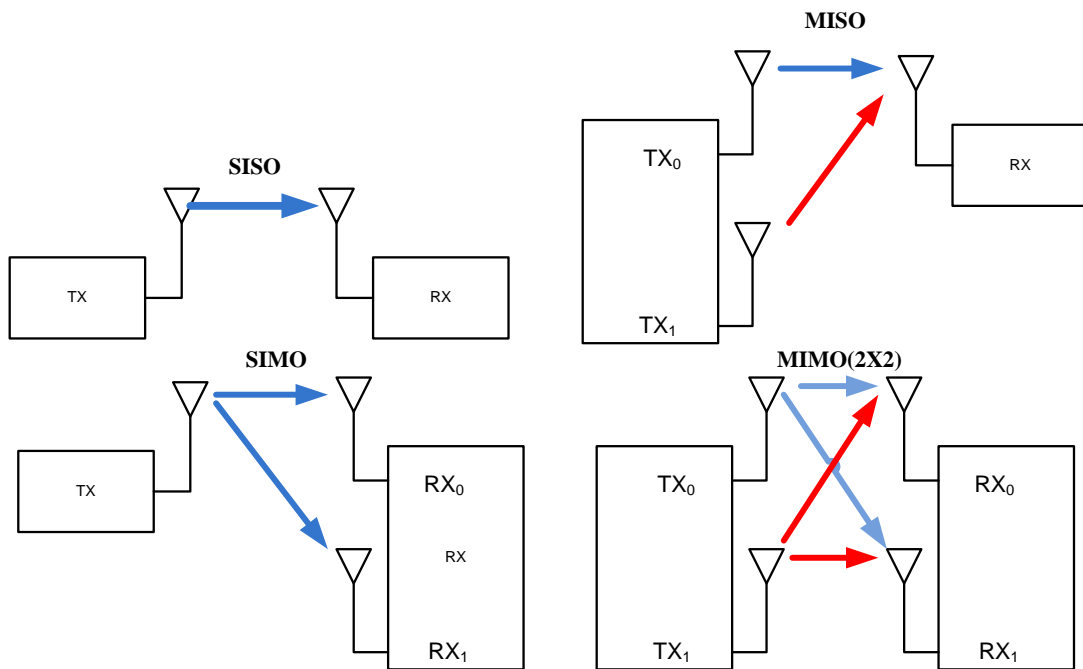 SISO
TX
RX
MISO
TX₀
TX₁
RX
SIMO
TX
RX₀
RX
RX₁
MIMO(2X2)
TX₀
TX₁
RX₀
RX₁